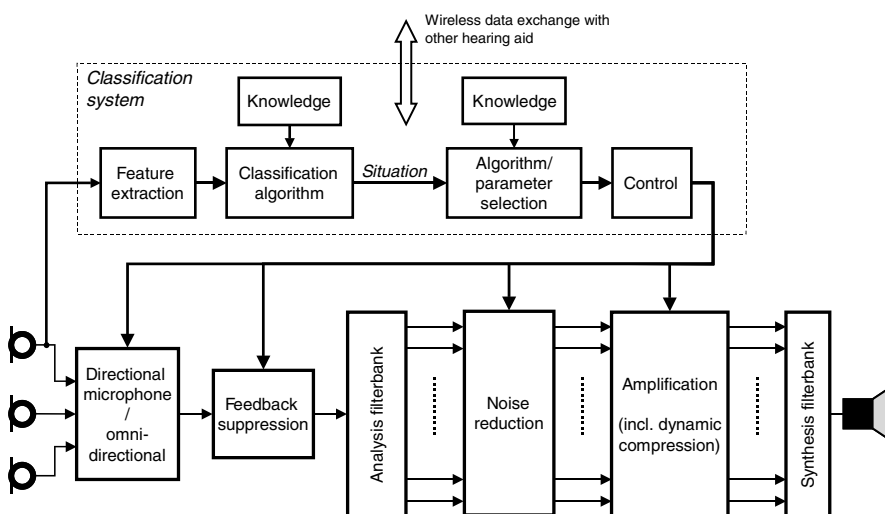 Wireless data exchange with
other hearing aid
Classification
system
Knowledge
Knowledge
Feature
extraction
Classification
algorithm
Situation
Algorithm/
parameter
selection
Control
Directional
microphone
/
omni-
directional
Feedback
suppression
Analysis filterbank
Noise
reduction
Amplification
(incl. dynamic
compression)
Synthesis filterbank